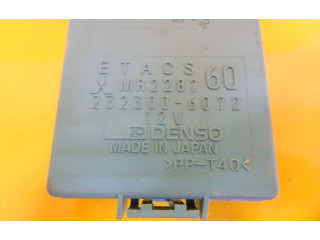 ETACS
X MR2287 60
232300-6072
12V
DENSO
MADE IN JAPAN
>PP-T40<